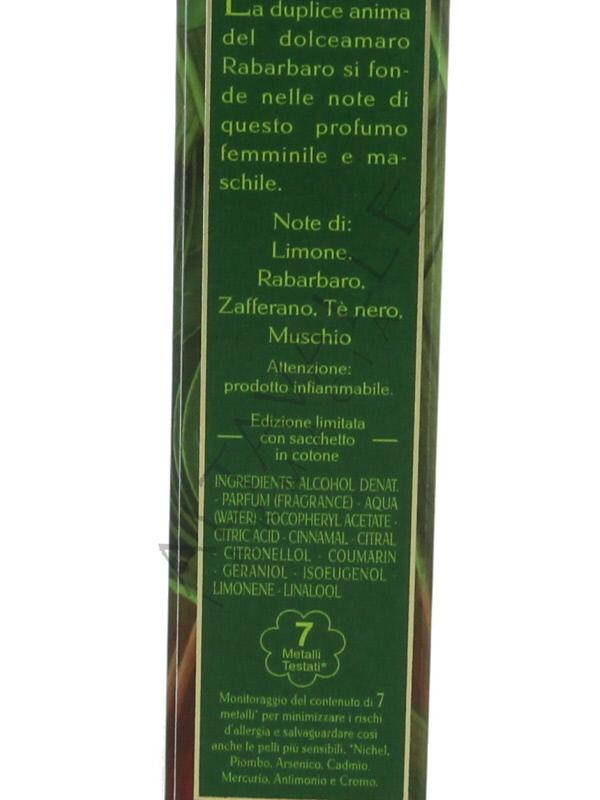 La duplice anima
del dolceamaro
Rabarbaro si fon-
de nelle note di
questo profumo
femminile e ma-
schile.
Note di:
Limone,
Rabarbaro,
Zafferano, Tè nero,
Muschio
Attenzione:
prodotto infiammabile.
Edizione limitata
con sacchetto
in cotone
INGREDIENTS: ALCOHOL DENAT.
- PARFUM (FRAGRANCE) - AQUA
(WATER) - TOCOPHERYL ACETATE -
CITRIC ACID - CINNAMAL - CITRAL
- CITRONELLOL - COUMARIN
- GERANIOL - ISOEUGENOL -
LIMONENE - LINALOOL
7
Metalli
Testati*
Monitoraggio del contenuto di 7
metalli* per minimizzare i rischi
d'allergia e salvaguardare così
anche le pelli più sensibili. *Nichel,
Piombo, Arsenico, Cadmio,
Mercurio, Antimonio e Cromo.